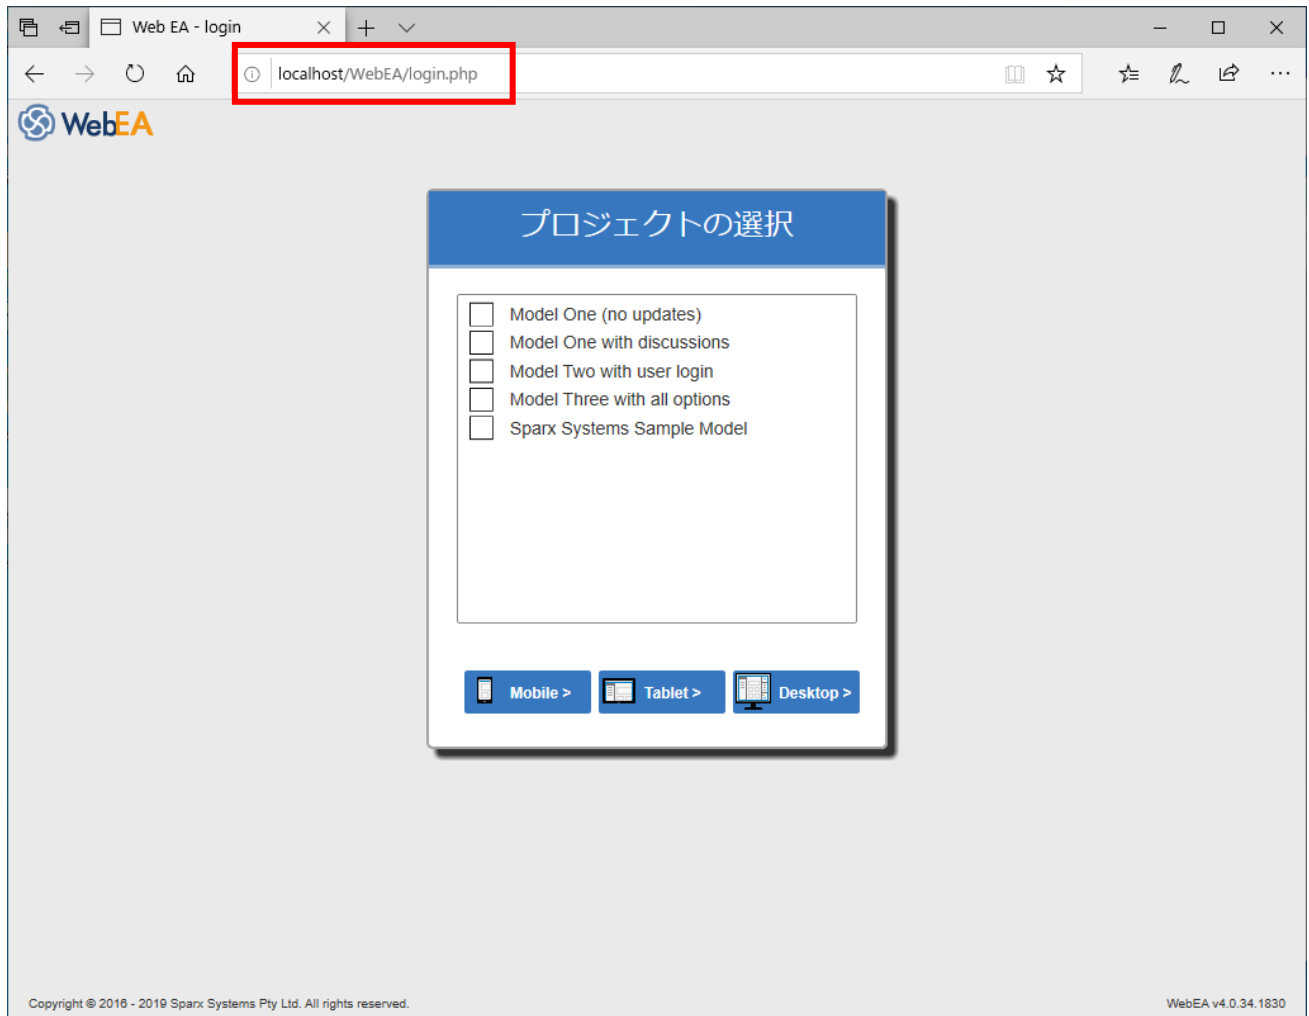 Web EA - login
localhost/WebEA/login.php
WebEA
プロジェクトの選択
Model One (no updates)
Model One with discussions
Model Two with user login
Model Three with all options
Sparx Systems Sample Model
Mobile >
Tablet >
Desktop >
Copyright © 2016 - 2019 Sparx Systems Pty Ltd. All rights reserved.
WebEA v4.0.34.1830